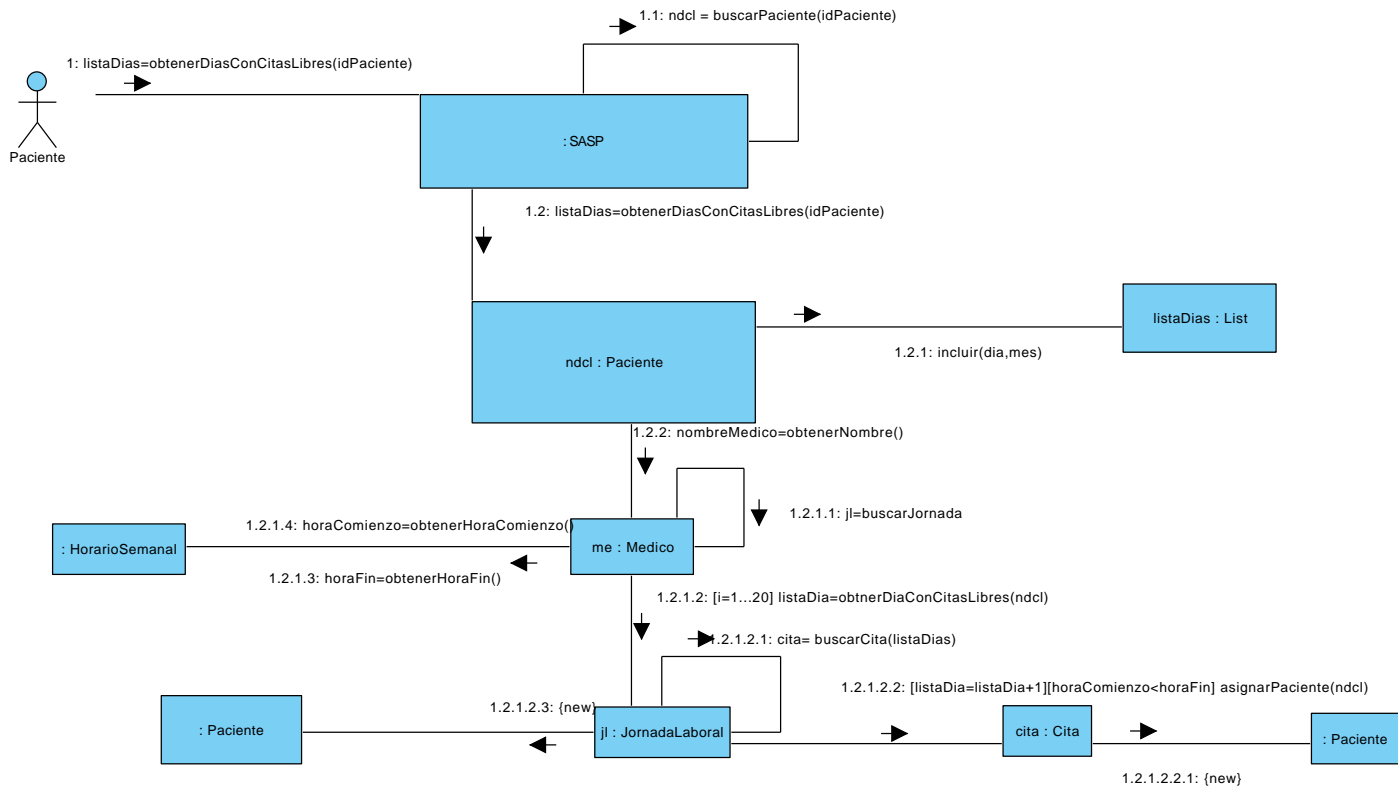 1.1: ndcl = buscarPaciente(idPaciente)
1: listaDias=obtenerDiasConCitasLibres(idPaciente)
: SASP
Paciente
1.2: listaDias=obtenerDiasConCitasLibres(idPaciente)
listaDias : List
1.2.1: incluir(dia,mes)
ndcl : Paciente
1.2.2: nombreMedico=obtenerNombre()
1.2.1.1: jl=buscarJornada
1.2.1.4: horaComienzo=obtenerHoraComienzo()
: HorarioSemanal
me : Medico
1.2.1.3: horaFin=obtenerHoraFin()
1.2.1.2: [i=1...20] listaDia=obtnerDiaConCitasLibres(ndcl)
1.2.1.2.1: cita= buscarCita(listaDias)
1.2.1.2.2: [listaDia=listaDia+1][horaComienzo<horaFin] asignarPaciente(ndcl)
1.2.1.2.3: {new}
: Paciente
jl : JornadaLaboral
cita : Cita
: Paciente
1.2.1.2.2.1: {new}